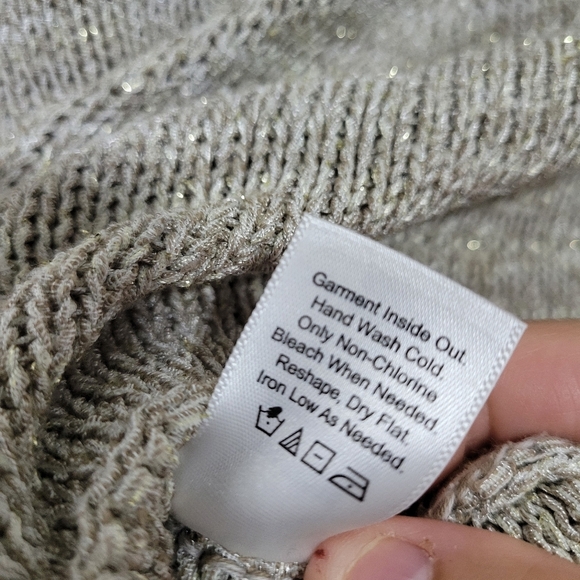 Garment Inside Out.
Hand Wash Cold.
Only Non-Chlorine
Bleach When Needed.
Reshape, Dry Flat.
Iron Low As Needed.